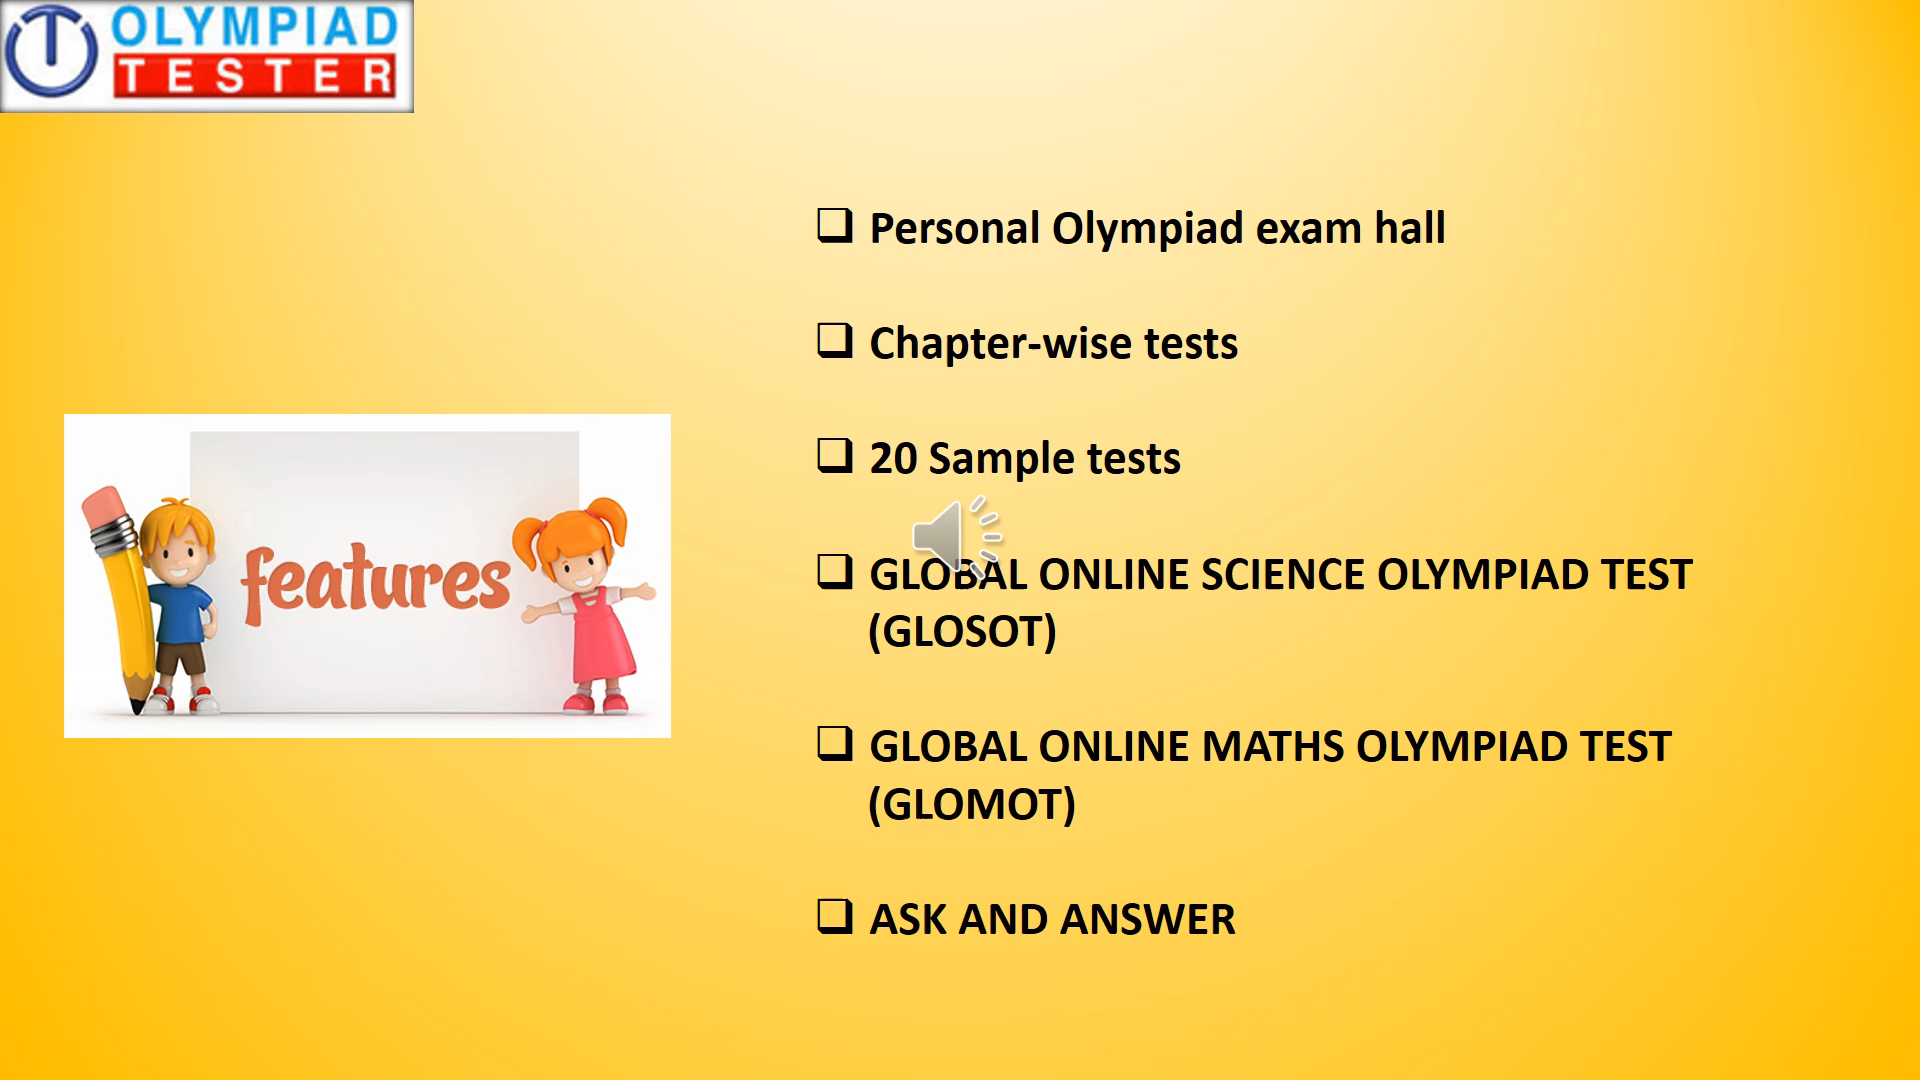 OLYMPIAD
TESTER
features
Personal Olympiad exam hall
Chapter-wise tests
20 Sample tests
GLOBAL ONLINE SCIENCE OLYMPIAD TEST
(GLOSOT)
GLOBAL ONLINE MATHS OLYMPIAD TEST
(GLOMOT)
ASK AND ANSWER